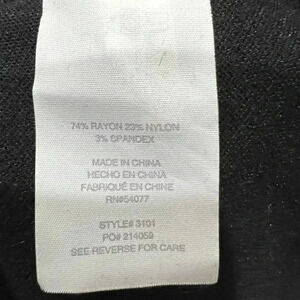 74% RAYON 23% NYLON
3% SPANDEX
MADE IN CHINA
HECHO EN CHINA
FABRIQUÉ EN CHINE
RN#54077
STYLE# 3101
PO# 214059
SEE REVERSE FOR CARE